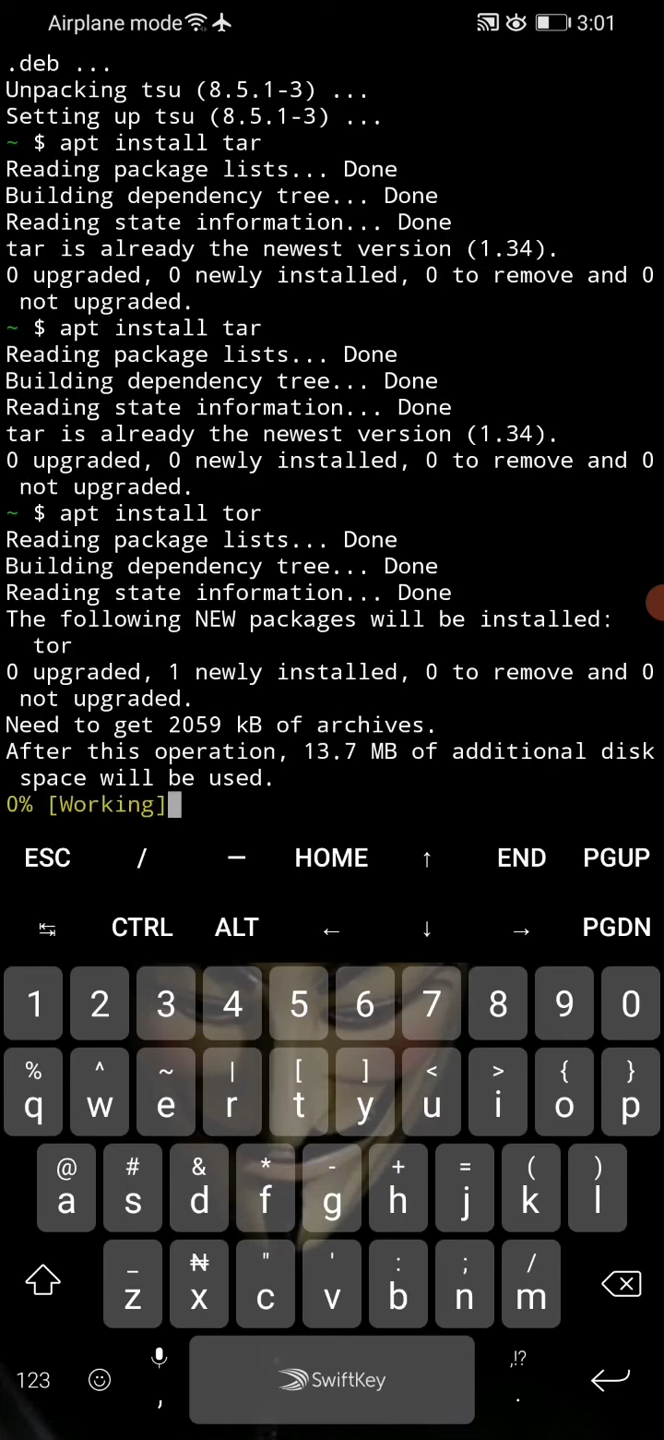 Airplane mode 3:01
.deb ...
Unpacking tsu (8.5.1-3) ...
Setting up tsu (8.5.1-3) ...
~ $ apt install tar
Reading package lists... Done
Building dependency tree... Done
Reading state information... Done
tar is already the newest version (1.34).
0 upgraded, 0 newly installed, 0 to remove and 0
not upgraded.
~ $ apt install tar
Reading package lists... Done
Building dependency tree... Done
Reading state information... Done
tar is already the newest version (1.34).
0 upgraded, 0 newly installed, 0 to remove and 0
not upgraded.
~ $ apt install tor
Reading package lists... Done
Building dependency tree... Done
Reading state information... Done
The following NEW packages will be installed:
tor
0 upgraded, 1 newly installed, 0 to remove and 0
not upgraded.
Need to get 2059 kB of archives.
After this operation, 13.7 MB of additional disk
space will be used.
0% [Working]
ESC / — HOME ↑ END PGUP
↹ CTRL ALT ← ↓ → PGDN
1 2 3 4 5 6 7 8 9 0
% ^ ~ | [ ] < > { }
q w e r t y u i o p
@ # & * - + = ( )
a s d f g h j k l
_ ₦ " ' : ; /
z x c v b n m
,!?
123 , SwiftKey .